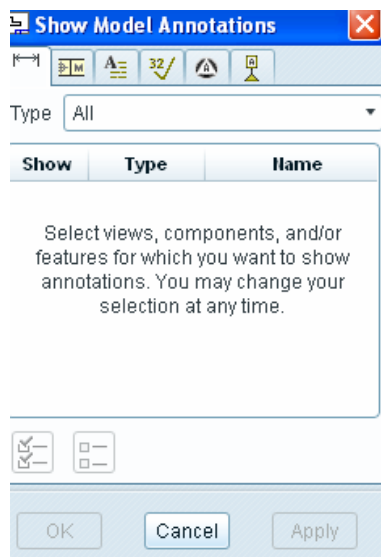 Show Model Annotations
Type All
Show Type Name
Select views, components, and/or
features for which you want to show
annotations. You may change your
selection at any time.
OK Cancel Apply